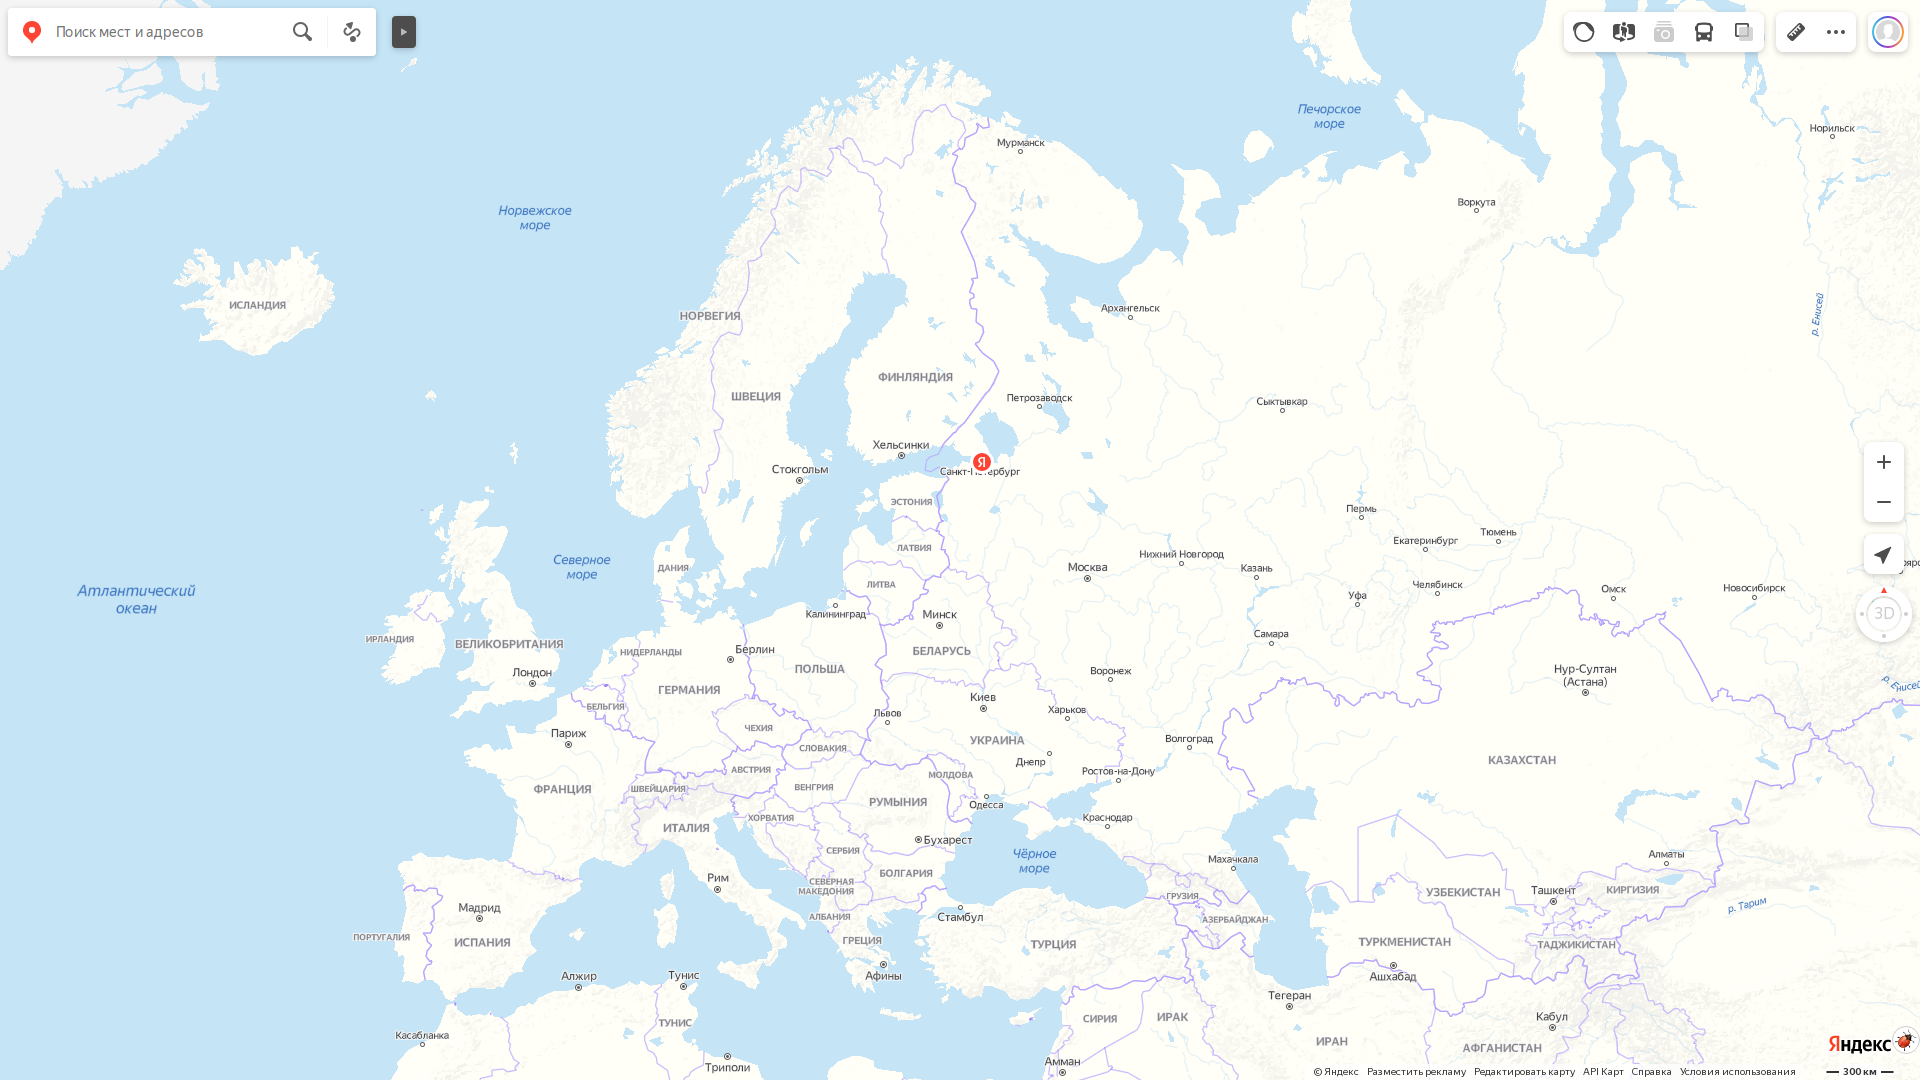 Поиск мест и адресов
Печорское
море
Норильск
Мурманск
Воркута
Норвежское
море
р. Енисей
ИСЛАНДИЯ
Архангельск
НОРВЕГИЯ
ФИНЛЯНДИЯ
ШВЕЦИЯ
Петрозаводск
Сыктывкар
Хельсинки
Я
Стокгольм
Санкт-Петербург
ЭСТОНИЯ
Пермь
Тюмень
Екатеринбург
ЛАТВИЯ
Нижний Новгород
Северное
море
ДАНИЯ
Москва
Казань
ЛИТВА
Челябинск
Омск
Новосибирск
Атлантический
океан
Уфа
3D
Калининград
Минск
Самара
ИРЛАНДИЯ
ВЕЛИКОБРИТАНИЯ
НИДЕРЛАНДЫ
Берлин
БЕЛАРУСЬ
ПОЛЬША
Лондон
Воронеж
Нур-Султан
(Астана)
р. Енисей
ГЕРМАНИЯ
Киев
БЕЛЬГИЯ
Львов
Харьков
Париж
ЧЕХИЯ
УКРАИНА
Волгоград
СЛОВАКИЯ
КАЗАХСТАН
Днепр
АВСТРИЯ
МОЛДОВА
Ростов-на-Дону
ФРАНЦИЯ
ШВЕЙЦАРИЯ
ВЕНГРИЯ
РУМЫНИЯ
Одесса
ХОРВАТИЯ
Краснодар
ИТАЛИЯ
Бухарест
СЕРБИЯ
Чёрное
море
Махачкала
Алматы
БОЛГАРИЯ
Рим
СЕВЕРНАЯ
МАКЕДОНИЯ
УЗБЕКИСТАН
Ташкент
КИРГИЗИЯ
ГРУЗИЯ
Мадрид
р. Тарим
АЛБАНИЯ
Стамбул
АЗЕРБАЙДЖАН
ПОРТУГАЛИЯ
ИСПАНИЯ
ГРЕЦИЯ
ТУРЦИЯ
ТУРКМЕНИСТАН
ТАДЖИКИСТАН
Алжир
Тунис
Афины
Ашхабад
Тегеран
ТУНИС
СИРИЯ
ИРАК
Кабул
Касабланка
ИРАН
АФГАНИСТАН
Яндекс
Триполи
Амман
© Яндекс Разместить рекламу Редактировать карту API Карт Справка Условия использования 300 км